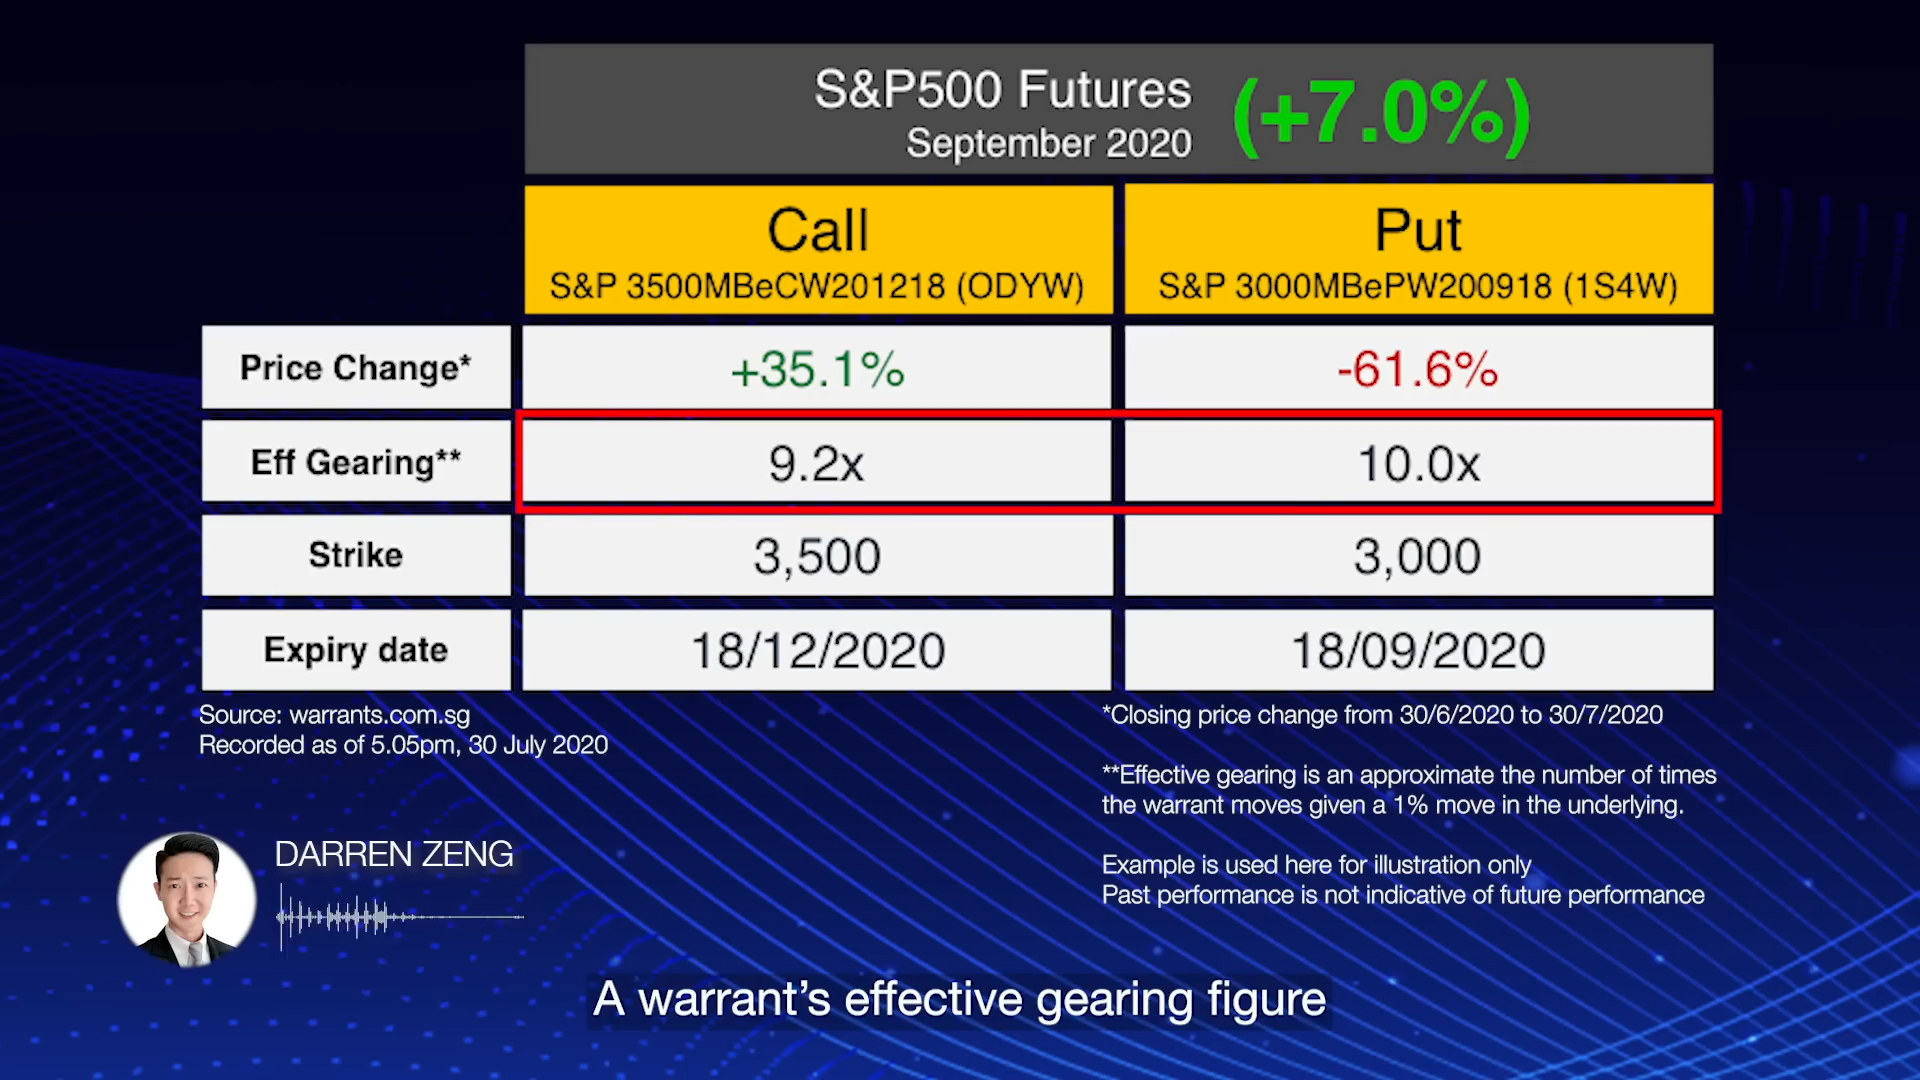 S&P500 Futures
September 2020
(+7.0%)
Call
S&P 3500MBeCW201218 (ODYW)
Put
S&P 3000MBePW200918 (1S4W)
Price Change*
+35.1%
-61.6%
Eff Gearing**
9.2x
10.0x
Strike
3,500
3,000
Expiry date
18/12/2020
18/09/2020
Source: warrants.com.sg
Recorded as of 5.05pm, 30 July 2020
*Closing price change from 30/6/2020 to 30/7/2020
**Effective gearing is an approximate the number of times
the warrant moves given a 1% move in the underlying.
Example is used here for illustration only
Past performance is not indicative of future performance
DARREN ZENG
A warrant’s effective gearing figure